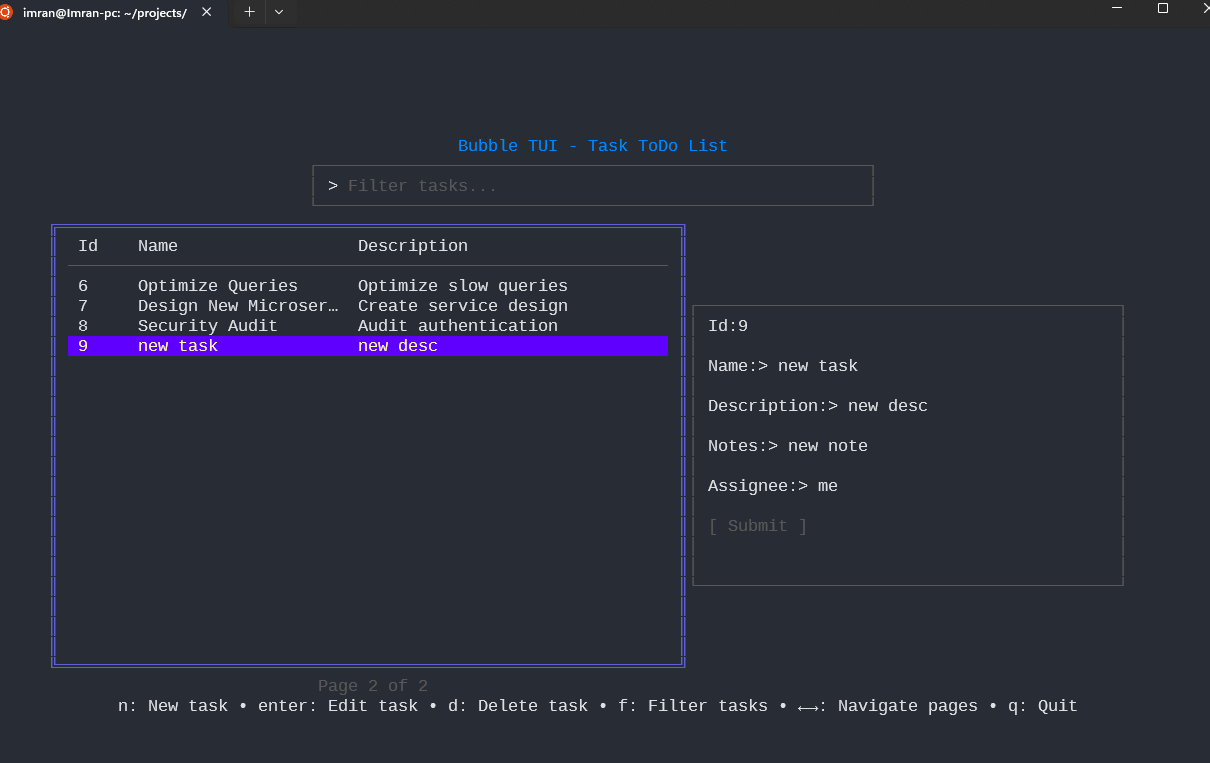 imran@Imran-pc: ~/projects/
Bubble TUI - Task ToDo List
> Filter tasks...
Id Name Description
6 Optimize Queries Optimize slow queries
7 Design New Microser… Create service design
8 Security Audit Audit authentication
9 new task new desc
Id:9
Name:> new task
Description:> new desc
Notes:> new note
Assignee:> me
[ Submit ]
Page 2 of 2
n: New task • enter: Edit task • d: Delete task • f: Filter tasks • ←→: Navigate pages • q: Quit